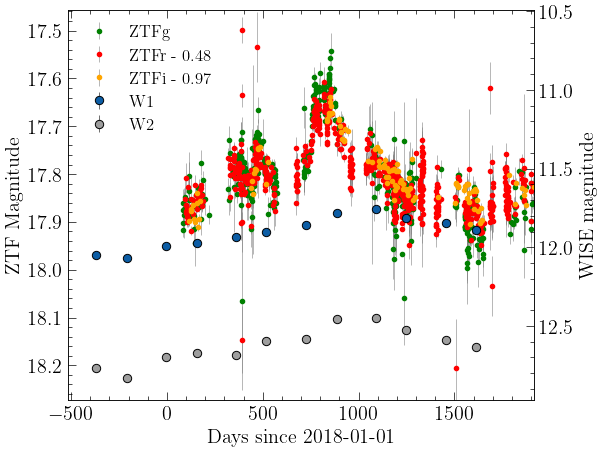 ZTFg
ZTFr - 0.48
ZTFi - 0.97
W1
W2
17.5
17.6
17.7
17.8
17.9
18.0
18.1
18.2
ZTF Magnitude
10.5
11.0
11.5
12.0
12.5
WISE magnitude
−500
0
500
1000
1500
Days since 2018-01-01